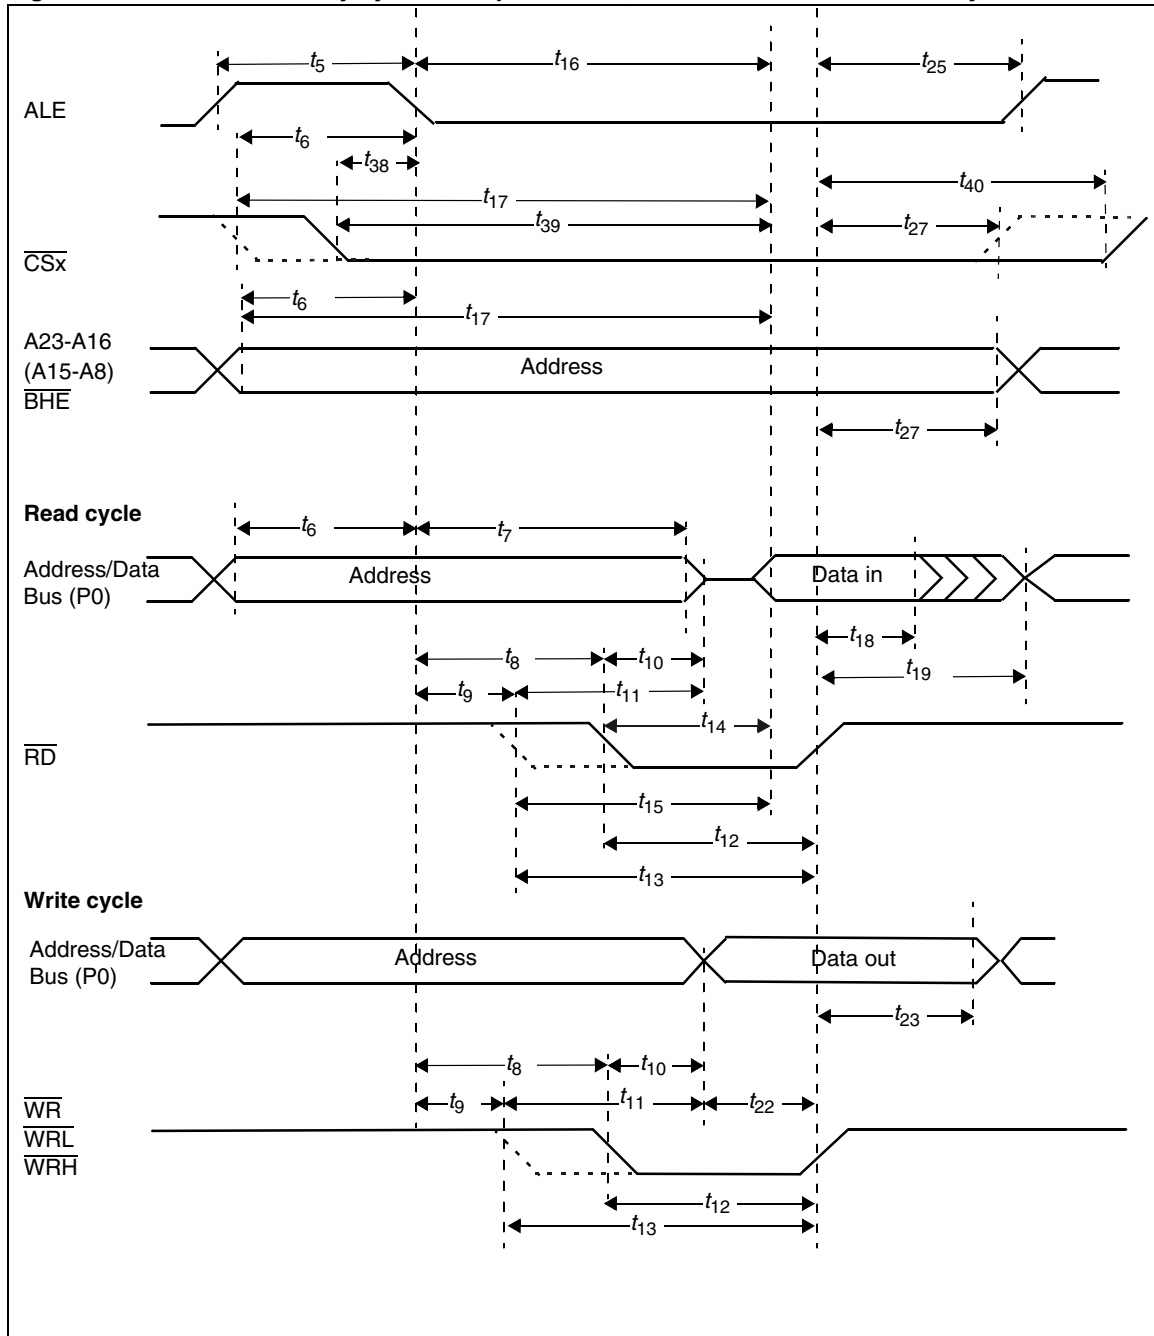 t5
t16
t25
ALE
t6
t38
t40
t17
t39
t27
CSx
t6
t17
A23-A16
(A15-A8)
BHE
Address
t27
Read cycle
t6
t7
Address/Data
Bus (P0)
Address
Data in
t18
t8
t10
t19
t9
t11
t14
RD
t15
t12
t13
Write cycle
Address/Data
Bus (P0)
Address
Data out
t23
t8
t10
t9
t11
t22
WR
WRL
WRH
t12
t13